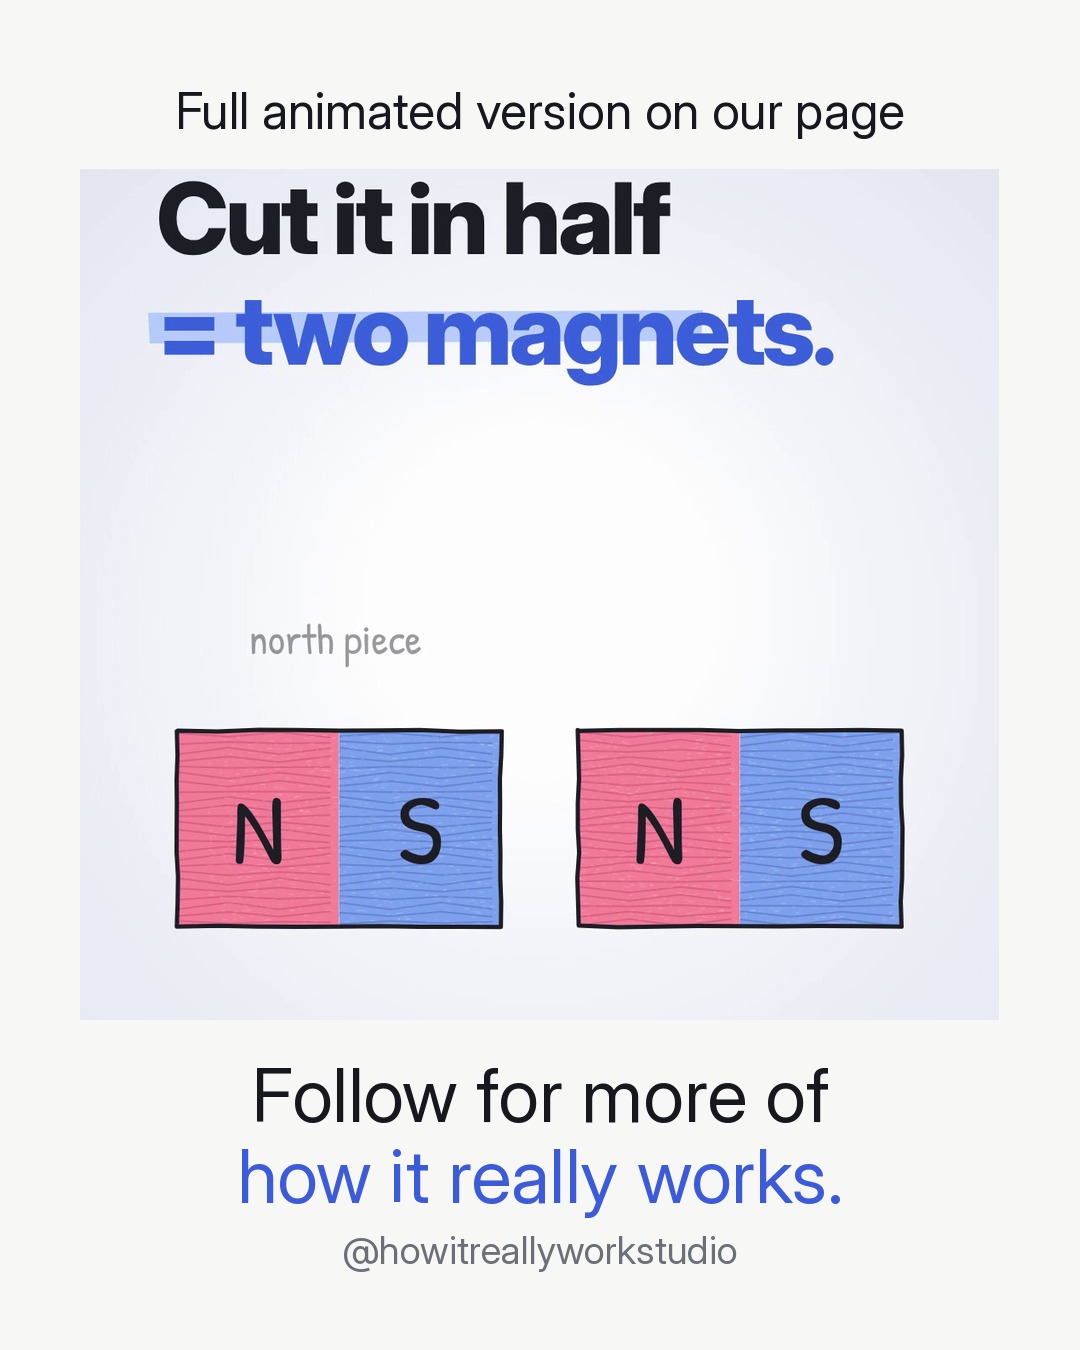 Full animated version on our page
Cut it in half
= two magnets.
north piece
N S N S
Follow for more of
how it really works.
@howitreallyworkstudio